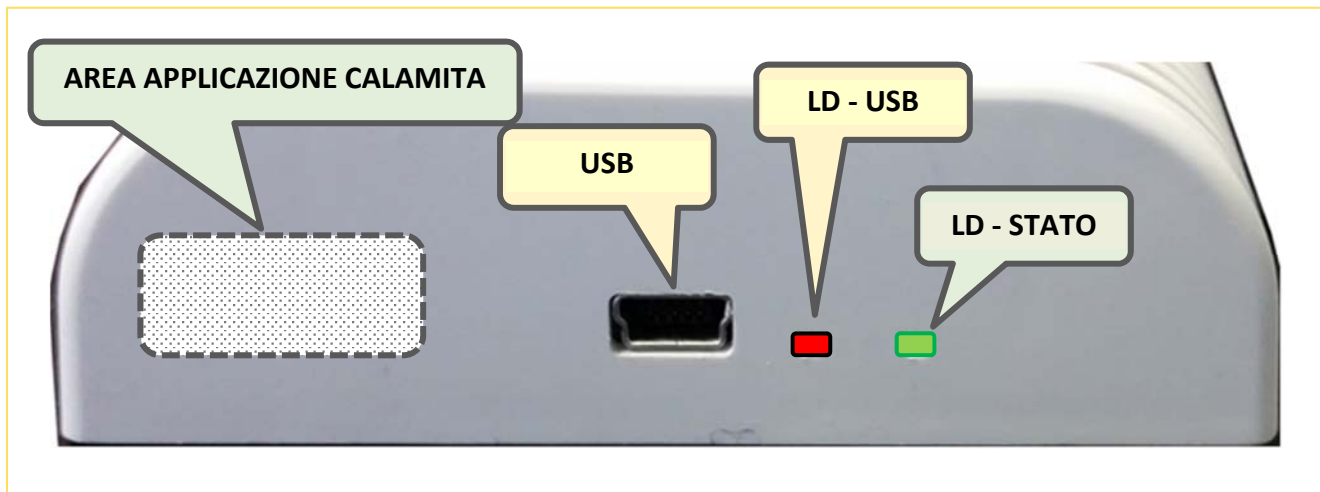 AREA APPLICAZIONE CALAMITA
LD - USB
USB
LD - STATO